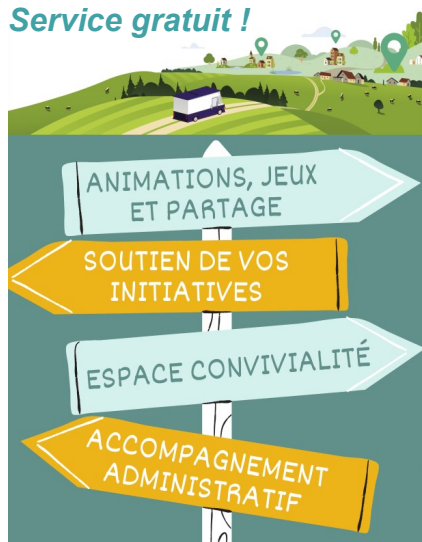 Service gratuit !
ANIMATIONS, JEUX
ET PARTAGE
SOUTIEN DE VOS
INITIATIVES
ESPACE CONVIVIALITÉ
ACCOMPAGNEMENT
ADMINISTRATIF